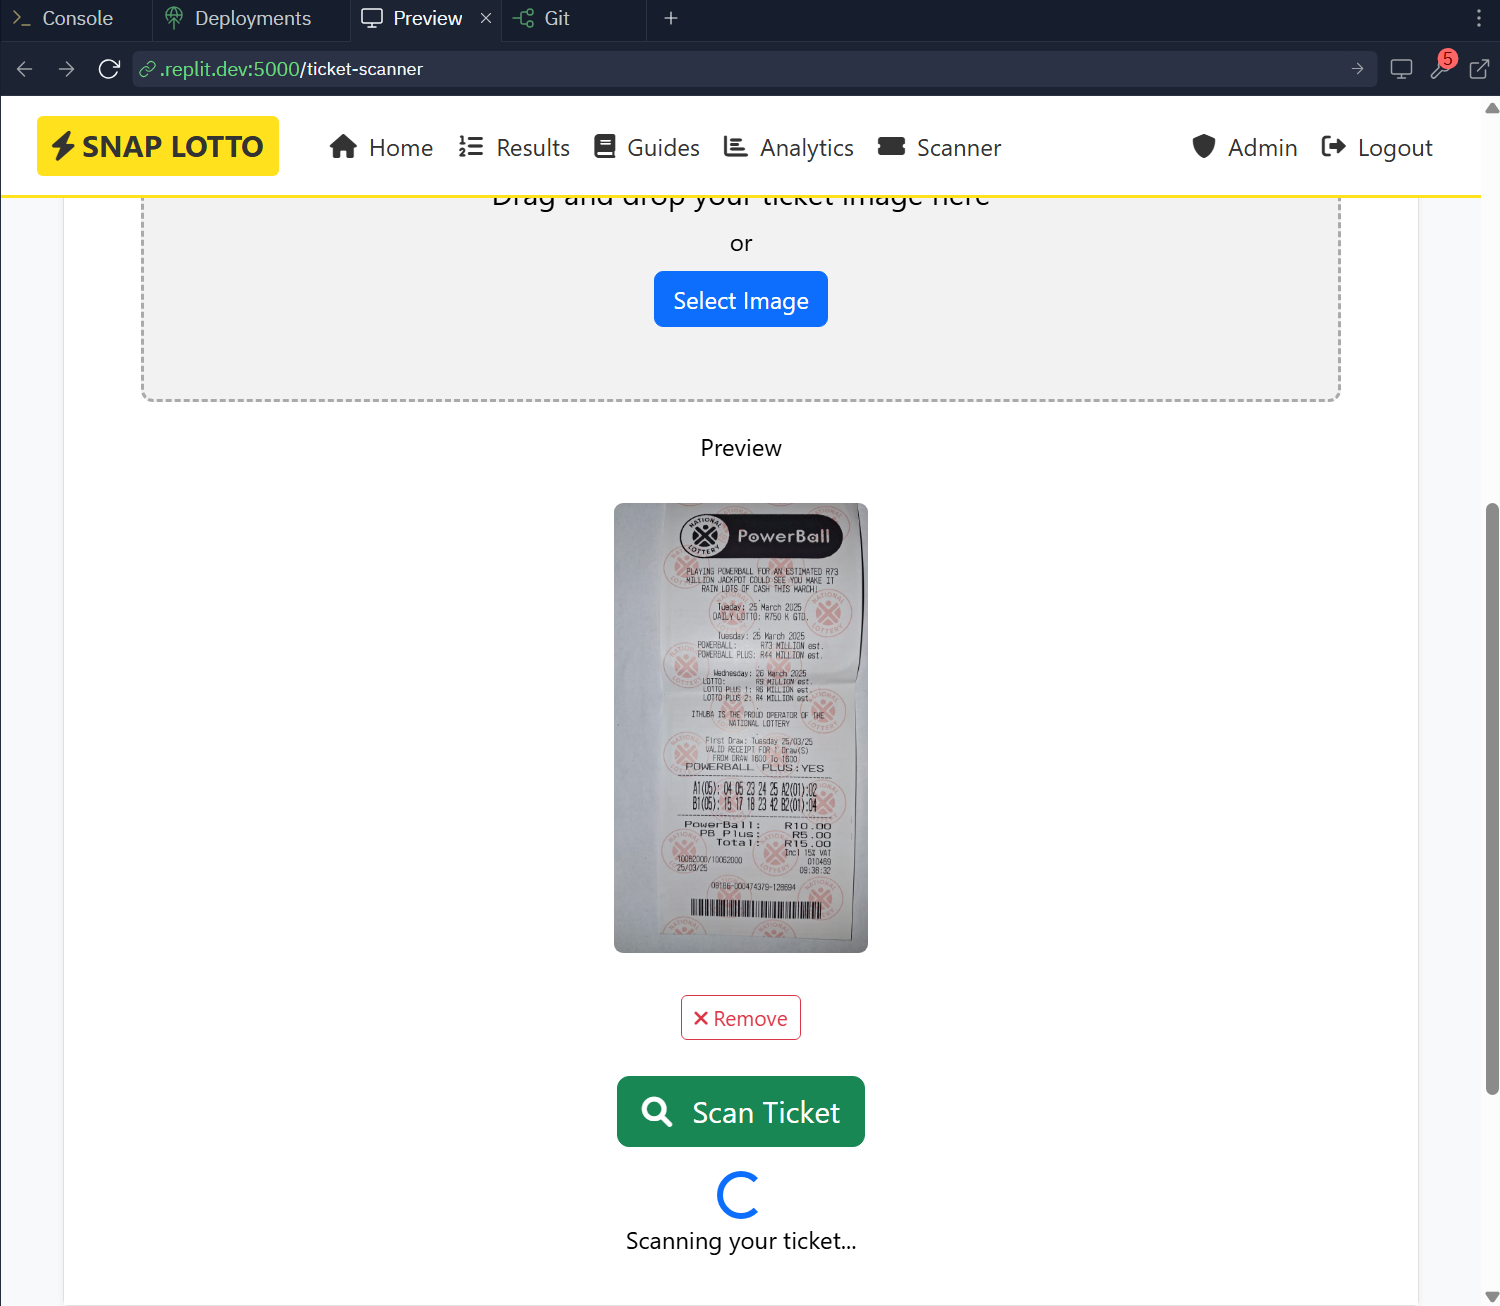 Console
Deployments
Preview
Git
.replit.dev:5000/ticket-scanner
5
SNAP LOTTO
Home
Results
Guides
Analytics
Scanner
Admin
Logout
Drag and drop your ticket image here
or
Select Image
Preview
NATIONAL LOTTERY
PowerBall
PLAYING POWERBALL FOR AN ESTIMATED R73
MILLION JACKPOT COULD SEE YOU MAKE IT
RAIN LOTS OF CASH THIS MARCH!
Tueday: 25 March 2025
DAILY LOTTO: R750 K GTD.
Tuesday: 25 March 2025
POWERBALL: R73 MILLION est.
POWERBALL PLUS: R44 MILLION est.
Wednesday: 26 March 2025
LOTTO: R9 MILLION est.
LOTTO PLUS 1: R6 MILLION est.
LOTTO PLUS 2: R4 MILLION est.
ITHUBA IS THE PROUD OPERATOR OF THE
NATIONAL LOTTERY
First Draw: Tuesday 25/03/25
VALID RECEIPT FOR 1 Draw(S)
FROM DRAW 1600 To 1600
POWERBALL PLUS:YES
A1(05): 04 05 23 24 25 A2(01):02
B1(05): 15 17 18 23 42 B2(01):04
PowerBall: R10.00
PB Plus: R5.00
Total: R15.00
Incl 15% VAT
010469
25/03/25 09:38:32
Remove
Scan Ticket
Scanning your ticket...